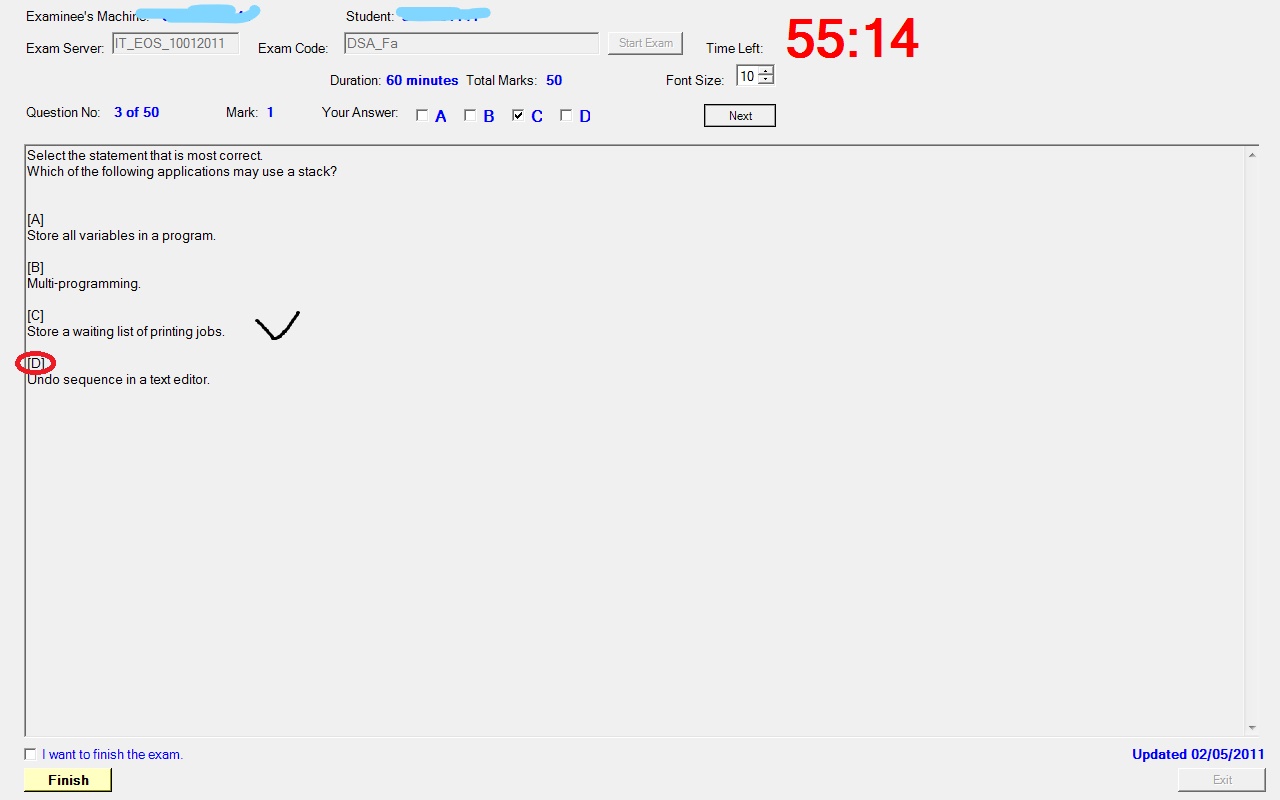 Examinee's Machine: Student:
Exam Server: IT_EOS_10012011 Exam Code: DSA_Fa Start Exam Time Left: 55:14
Duration: 60 minutes Total Marks: 50 Font Size: 10
Question No: 3 of 50 Mark: 1 Your Answer: A B C D Next
Select the statement that is most correct.
Which of the following applications may use a stack?
[A]
Store all variables in a program.
[B]
Multi-programming.
[C]
Store a waiting list of printing jobs.
[D]
Undo sequence in a text editor.
I want to finish the exam. Updated 02/05/2011
Finish Exit